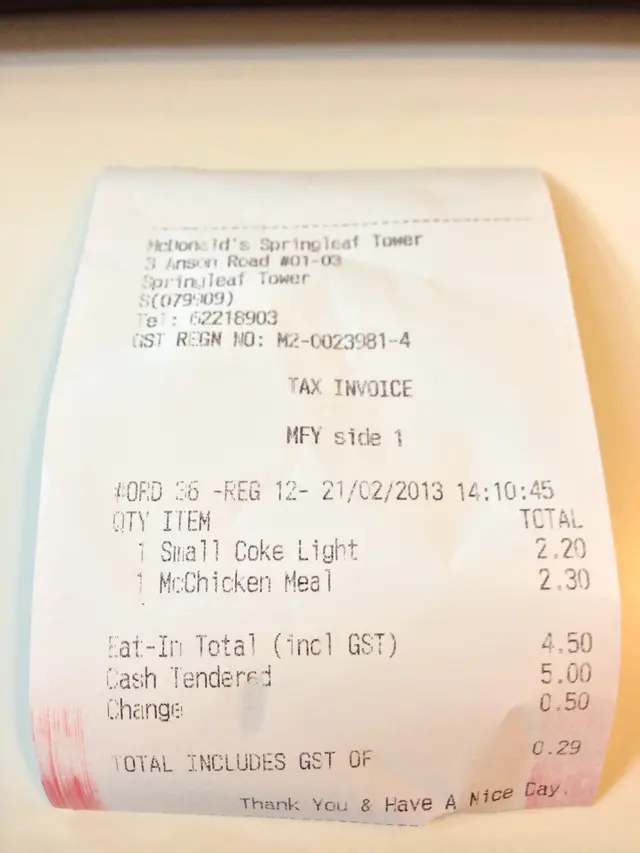 McDonald's Springleaf Tower
3 Anson Road #01-03
Springleaf Tower
S(079909)
Tel: 62218903
GST REGN NO: M2-0023981-4
TAX INVOICE
MFY side 1
#ORD 36 -REG 12- 21/02/2013 14:10:45
QTY ITEM TOTAL
1 Small Coke Light 2.20
1 McChicken Meal 2.30
Eat-In Total (incl GST) 4.50
Cash Tendered 5.00
Change 0.50
TOTAL INCLUDES GST OF 0.29
Thank You & Have A Nice Day.